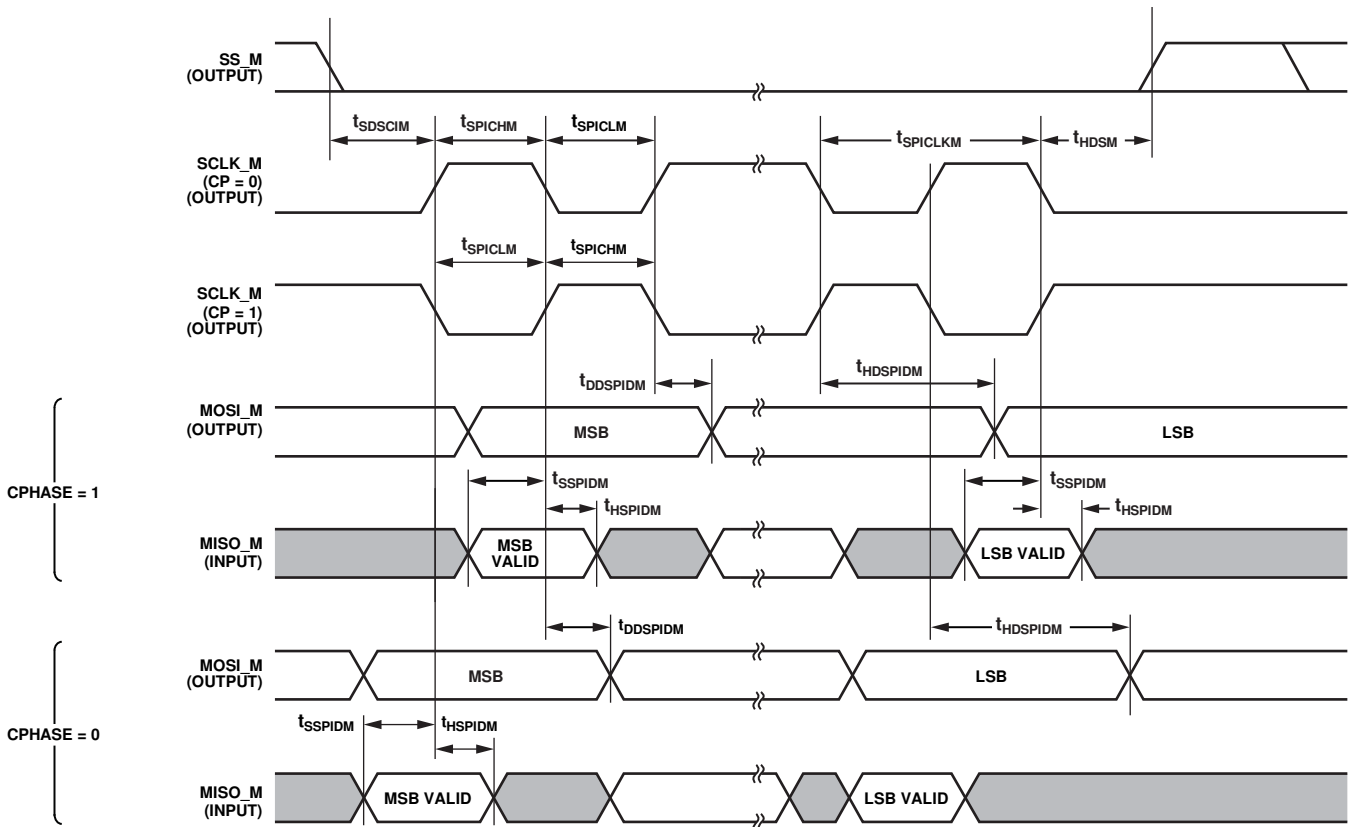 SS_M
(OUTPUT)
tSDSCIM
tSPICHM
tSPICLM
tSPICLKM
tHDSM
SCLK_M
(CP = 0)
(OUTPUT)
tSPICLM
tSPICHM
SCLK_M
(CP = 1)
(OUTPUT)
tDDSPIDM
tHDSPIDM
MOSI_M
(OUTPUT)
MSB
LSB
CPHASE = 1
tSSPIDM
tSSPIDM
tHSPIDM
tHSPIDM
MISO_M
(INPUT)
MSB
VALID
LSB VALID
tDDSPIDM
tHDSPIDM
MOSI_M
(OUTPUT)
MSB
LSB
CPHASE = 0
tSSPIDM
tHSPIDM
MISO_M
(INPUT)
MSB VALID
LSB VALID